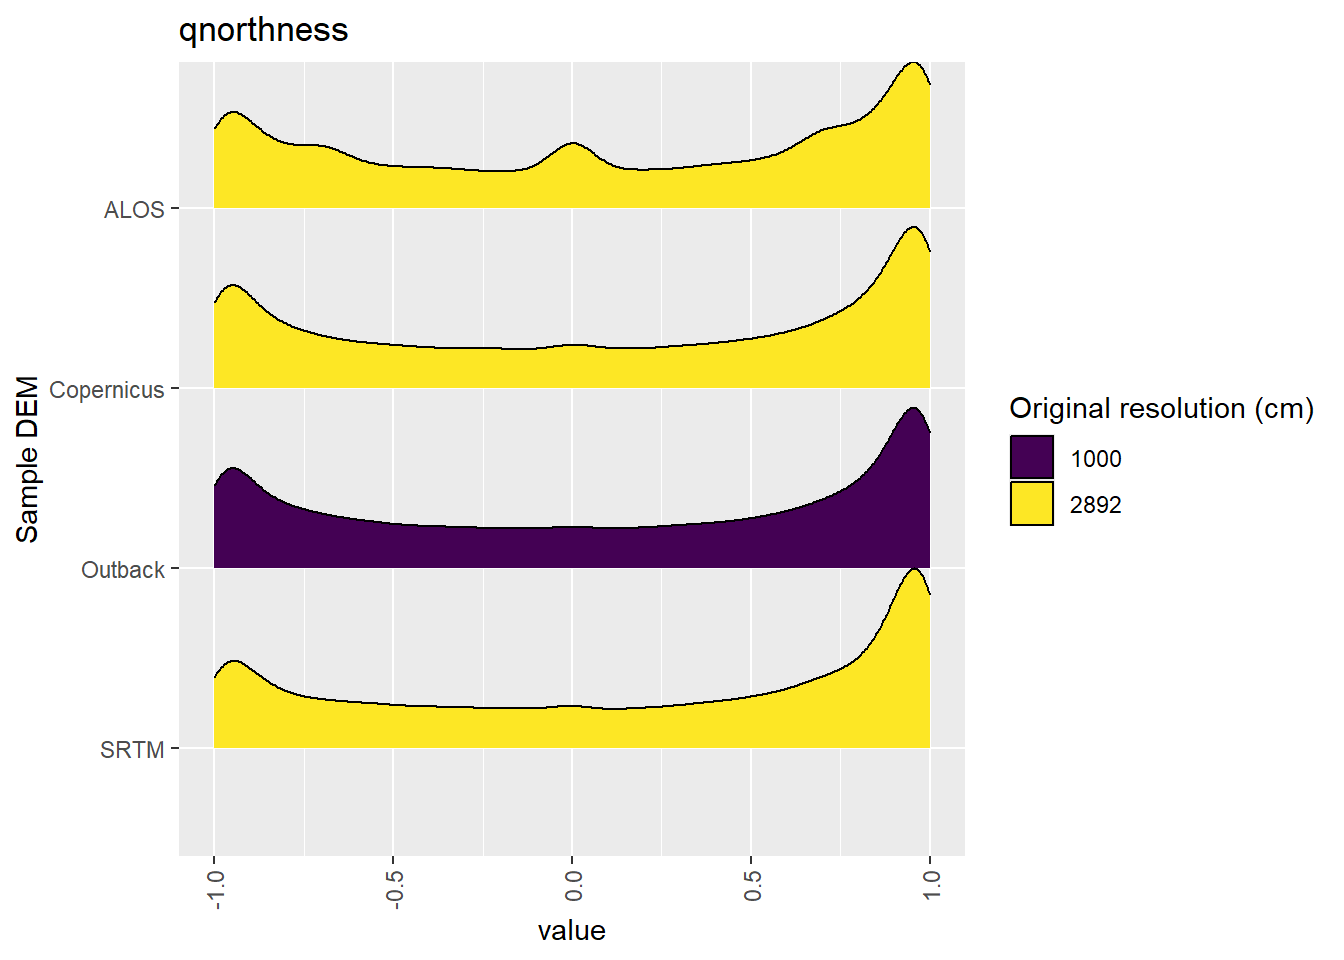 qnorthness
ALOS
Copernicus
Outback
SRTM
Sample DEM
-1.0
-0.5
0.0
0.5
1.0
value
Original resolution (cm)
1000
2892